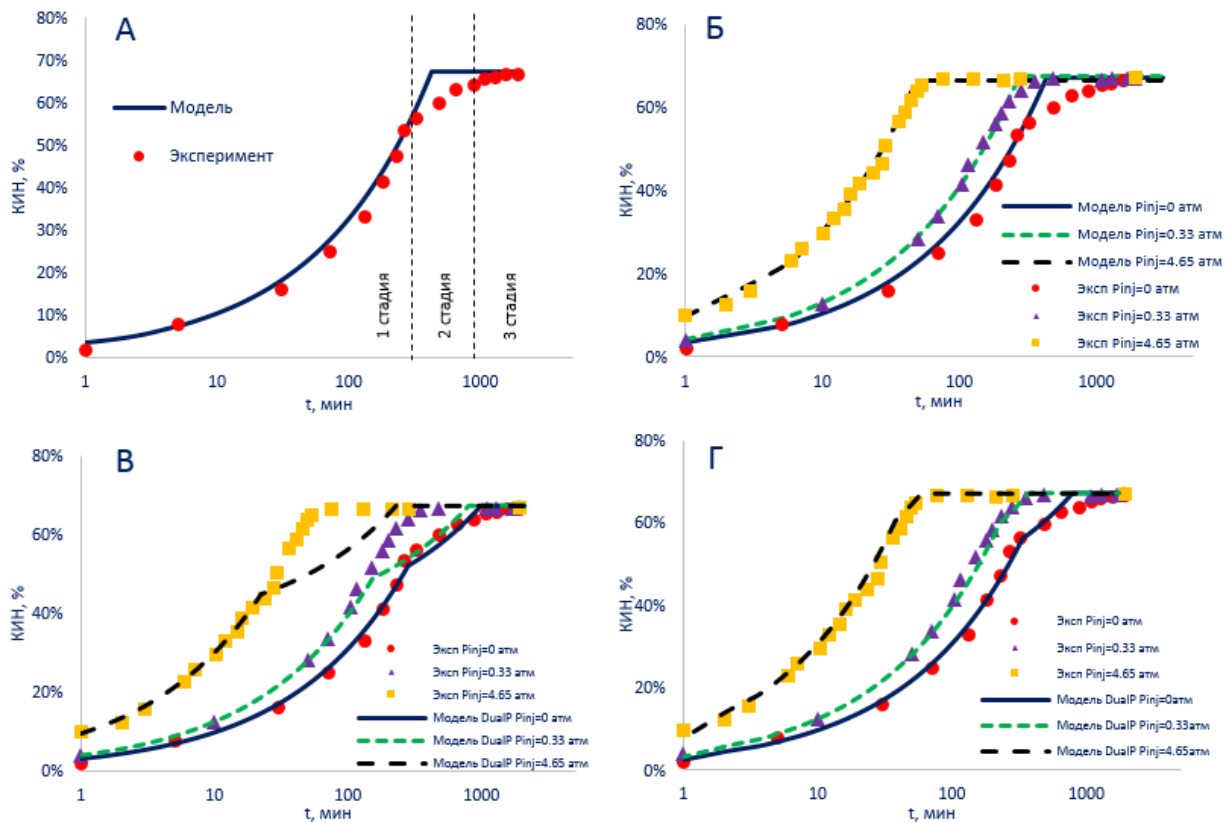 А
80%
70%
60%
50%
40%
30%
20%
10%
0%
КИН, %
Модель
Эксперимент
1 стадия
2 стадия
3 стадия
1
10
100
1000
t, мин
Б
80%
60%
40%
20%
0%
КИН, %
Модель Pinj=0 атм
Модель Pinj=0.33 атм
Модель Pinj=4.65 атм
Эксп Pinj=0 атм
Эксп Pinj=0.33 атм
Эксп Pinj=4.65 атм
1
10
100
1000
t, мин
В
80%
60%
40%
20%
0%
КИН, %
Эксп Pinj=0 атм
Эксп Pinj=0.33 атм
Эксп Pinj=4.65 атм
Модель DualP Pinj=0 атм
Модель DualP Pinj=0.33 атм
Модель DualP Pinj=4.65 атм
1
10
100
1000
t, мин
Г
80%
60%
40%
20%
0%
КИН, %
Эксп Pinj=0 атм
Эксп Pinj=0.33 атм
Эксп Pinj=4.65 атм
Модель DualP Pinj=0атм
Модель DualP Pinj=0.33атм
Модель DualP Pinj=4.65атм
1
10
100
1000
t, мин